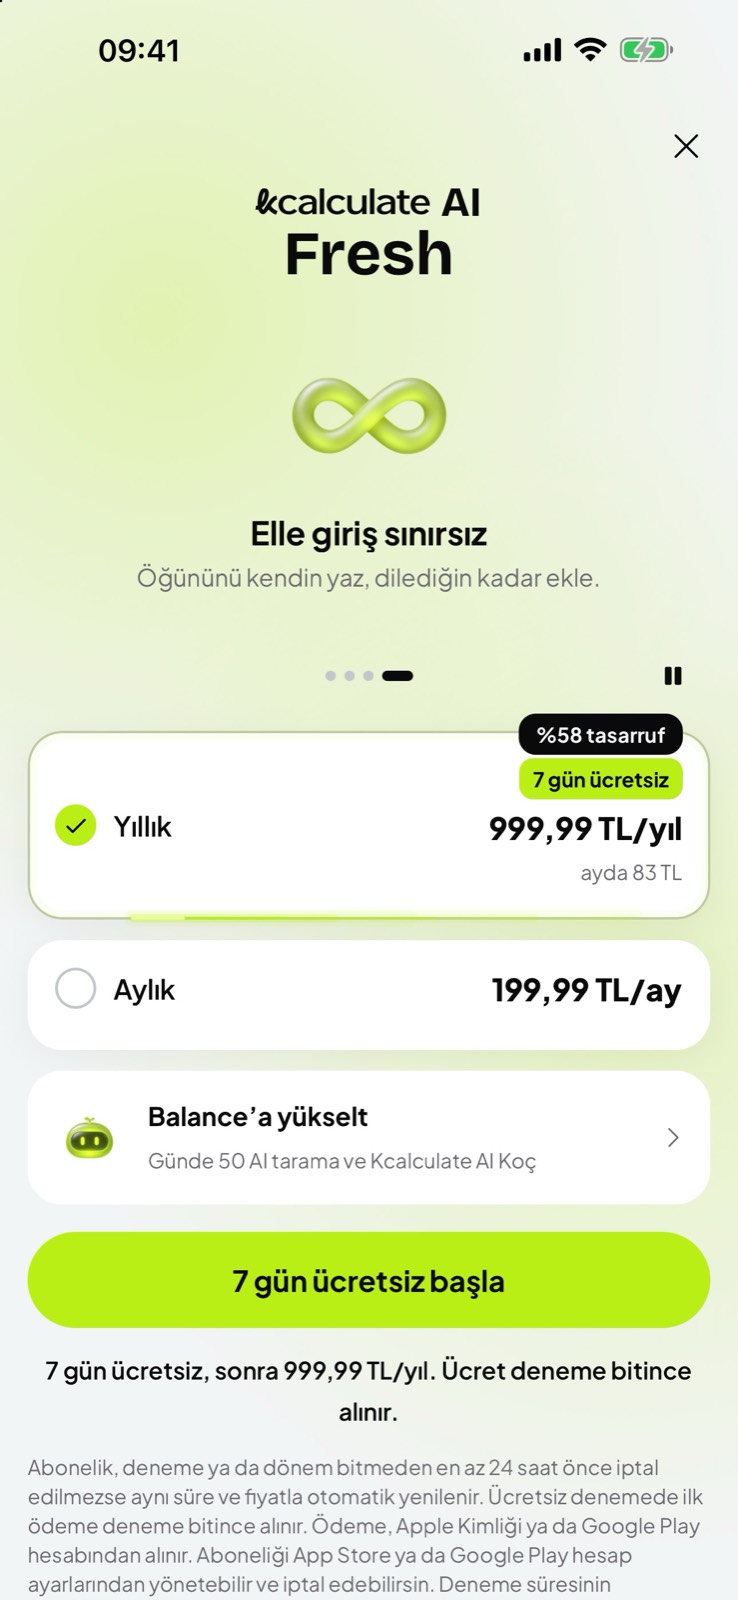 09:41
kcalculate AI
Fresh
Elle giriş sınırsız
Öğününü kendin yaz, dilediğin kadar ekle.
%58 tasarruf
7 gün ücretsiz
Yıllık
999,99 TL/yıl
ayda 83 TL
Aylık
199,99 TL/ay
Balance’a yükselt
Günde 50 AI tarama ve Kcalculate AI Koç
7 gün ücretsiz başla
7 gün ücretsiz, sonra 999,99 TL/yıl. Ücret deneme bitince
alınır.
Abonelik, deneme ya da dönem bitmeden en az 24 saat önce iptal
edilmezse aynı süre ve fiyatla otomatik yenilenir. Ücretsiz denemede ilk
ödeme deneme bitince alınır. Ödeme, Apple Kimliği ya da Google Play
hesabından alınır. Aboneliği App Store ya da Google Play hesap
ayarlarından yönetebilir ve iptal edebilirsin. Deneme süresinin